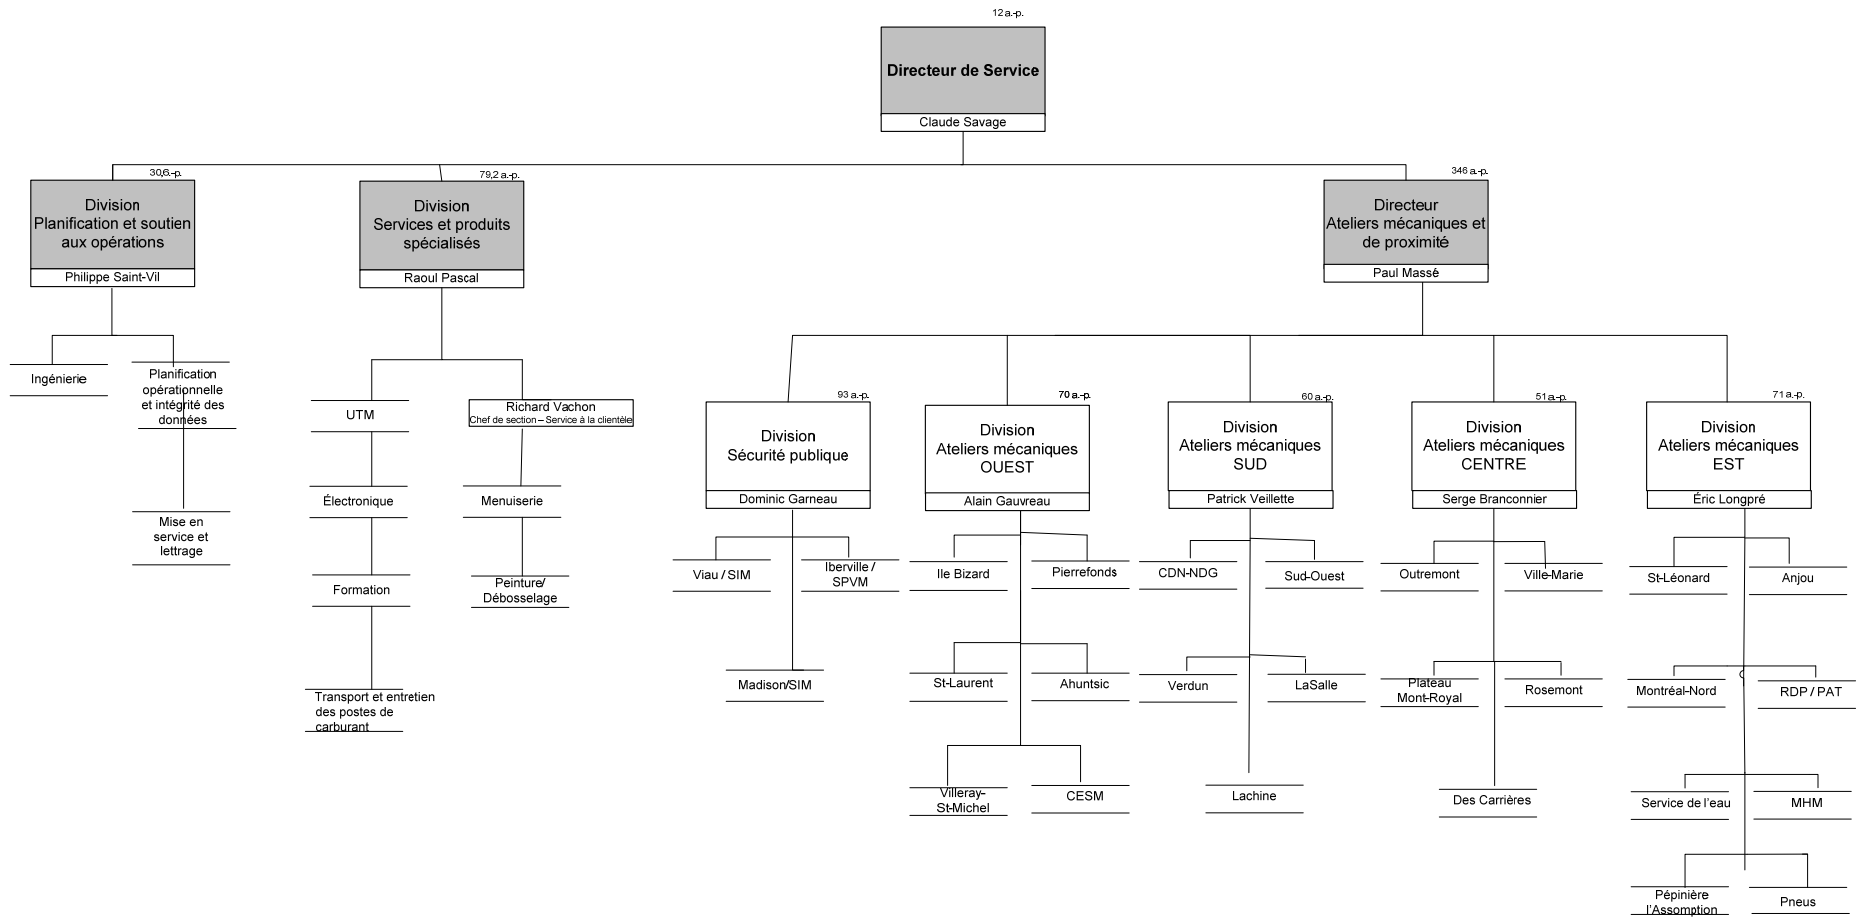 12 a.-p.
Directeur de Service
Claude Savage
30,6.-p.
Division
Planification et soutien
aux opérations
Philippe Saint-Vil
79,2 a.-p.
Division
Services et produits
spécialisés
Raoul Pascal
346 a.-p.
Directeur
Ateliers mécaniques et
de proximité
Paul Massé
Ingénierie
Planification
opérationnelle
et intégrité des
données
Mise en
service et
lettrage
UTM
Électronique
Formation
Transport et entretien
des postes de
carburant
Richard Vachon
Chef de section – Service à la clientèle
Menuiserie
Peinture/
Débosselage
93 a.-p.
Division
Sécurité publique
Dominic Garneau
Viau / SIM
Iberville /
SPVM
Madison/SIM
70 a.-p.
Division
Ateliers mécaniques
OUEST
Alain Gauvreau
Ile Bizard
Pierrefonds
St-Laurent
Ahuntsic
Villeray-
St-Michel
CESM
60 a.-p.
Division
Ateliers mécaniques
SUD
Patrick Veillette
CDN-NDG
Sud-Ouest
Verdun
LaSalle
Lachine
51 a.-p.
Division
Ateliers mécaniques
CENTRE
Serge Branconnier
Outremont
Ville-Marie
Plateau
Mont-Royal
Rosemont
Des Carrières
71 a.-p.
Division
Ateliers mécaniques
EST
Éric Longpré
St-Léonard
Anjou
Montréal-Nord
RDP / PAT
Service de l'eau
MHM
Pépinière
l'Assomption
Pneus